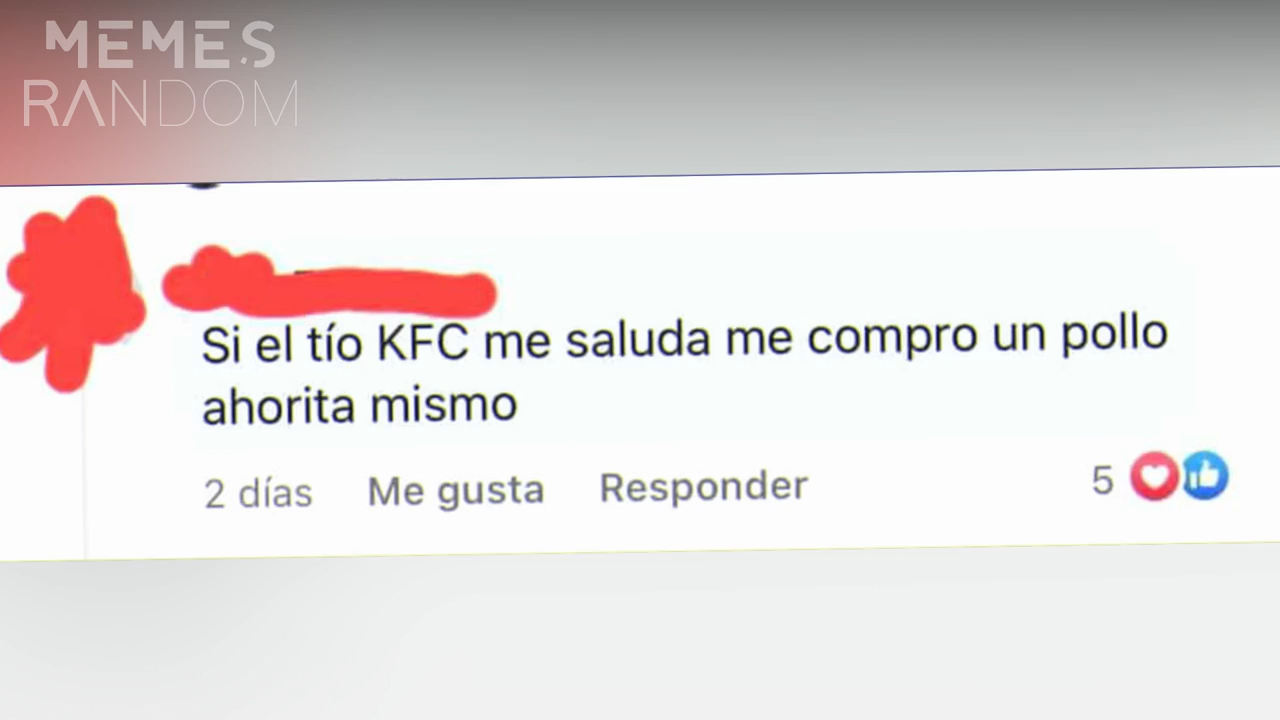 MEMES
RANDOM
Si el tío KFC me saluda me compro un pollo
ahorita mismo
2 días Me gusta Responder 5